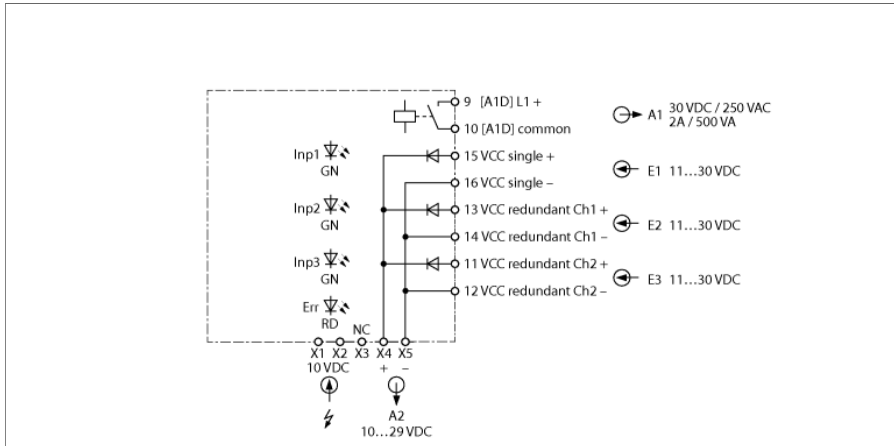 9 [A1D] L1 +
10 [A1D] common
A1 30 VDC / 250 VAC
2A / 500 VA
Inp1
GN
15 VCC single +
16 VCC single –
E1 11...30 VDC
Inp2
GN
13 VCC redundant Ch1 +
14 VCC redundant Ch1 –
E2 11...30 VDC
Inp3
GN
11 VCC redundant Ch2 +
12 VCC redundant Ch2 –
E3 11...30 VDC
Err
RD
NC
X1 X2 X3 X4 X5
10 VDC + –
A2
10...29 VDC